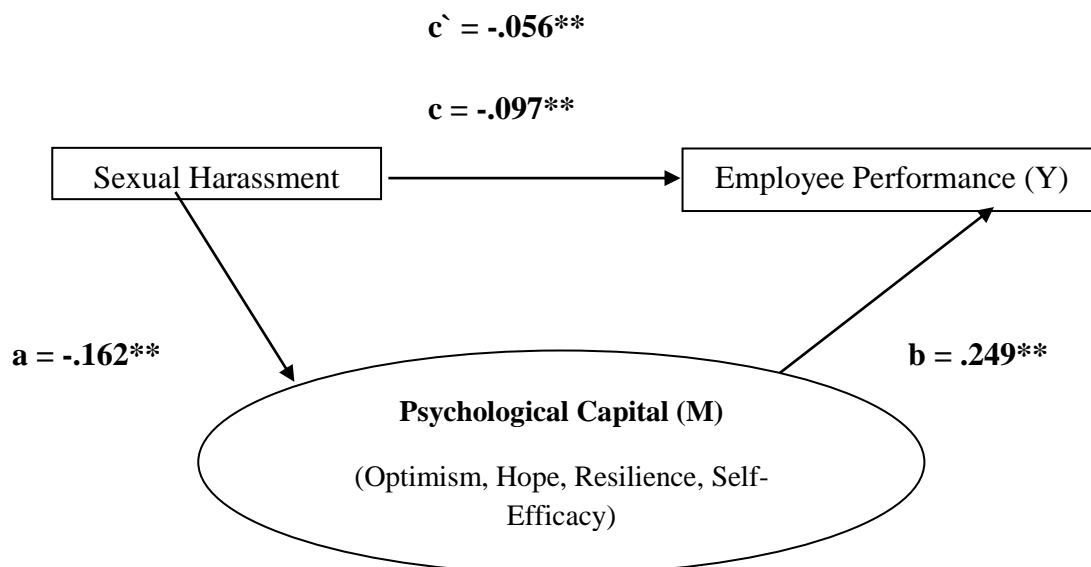 c` = -.056**
c = -.097**
Sexual Harassment
Employee Performance (Y)
a = -.162**
b = .249**
Psychological Capital (M)
(Optimism, Hope, Resilience, Self-
Efficacy)